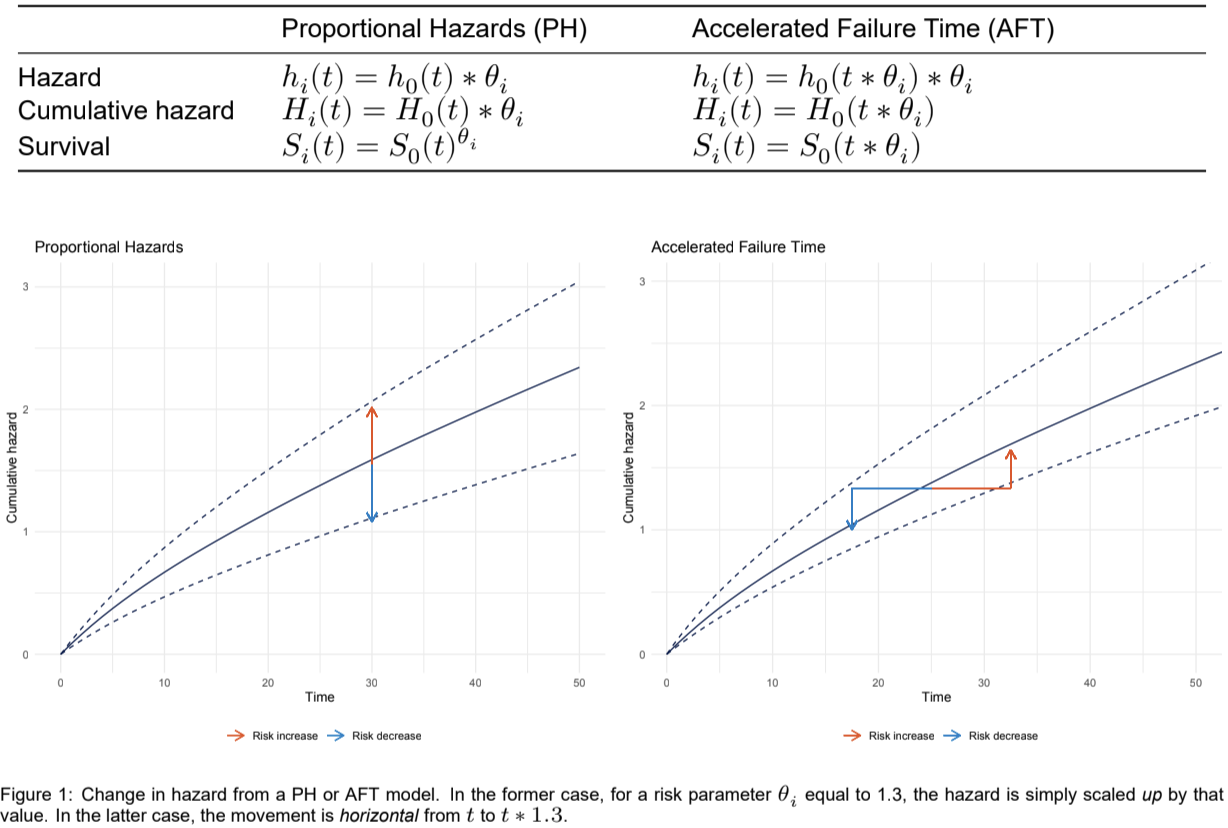 Proportional Hazards (PH) Accelerated Failure Time (AFT)
Hazard h_i(t) = h_0(t) ∗ θ_i h_i(t) = h_0(t ∗ θ_i) ∗ θ_i
Cumulative hazard H_i(t) = H_0(t) ∗ θ_i H_i(t) = H_0(t ∗ θ_i)
Survival S_i(t) = S_0(t)^{θ_i} S_i(t) = S_0(t ∗ θ_i)
Proportional Hazards
Cumulative hazard
3
2
1
0
0 10 20 30 40 50
Time
Risk increase Risk decrease
Accelerated Failure Time
Cumulative hazard
3
2
1
0
0 10 20 30 40 50
Time
Risk increase Risk decrease
Figure 1: Change in hazard from a PH or AFT model. In the former case, for a risk parameter θ_i equal to 1.3, the hazard is simply scaled up by that
value. In the latter case, the movement is horizontal from t to t ∗ 1.3.